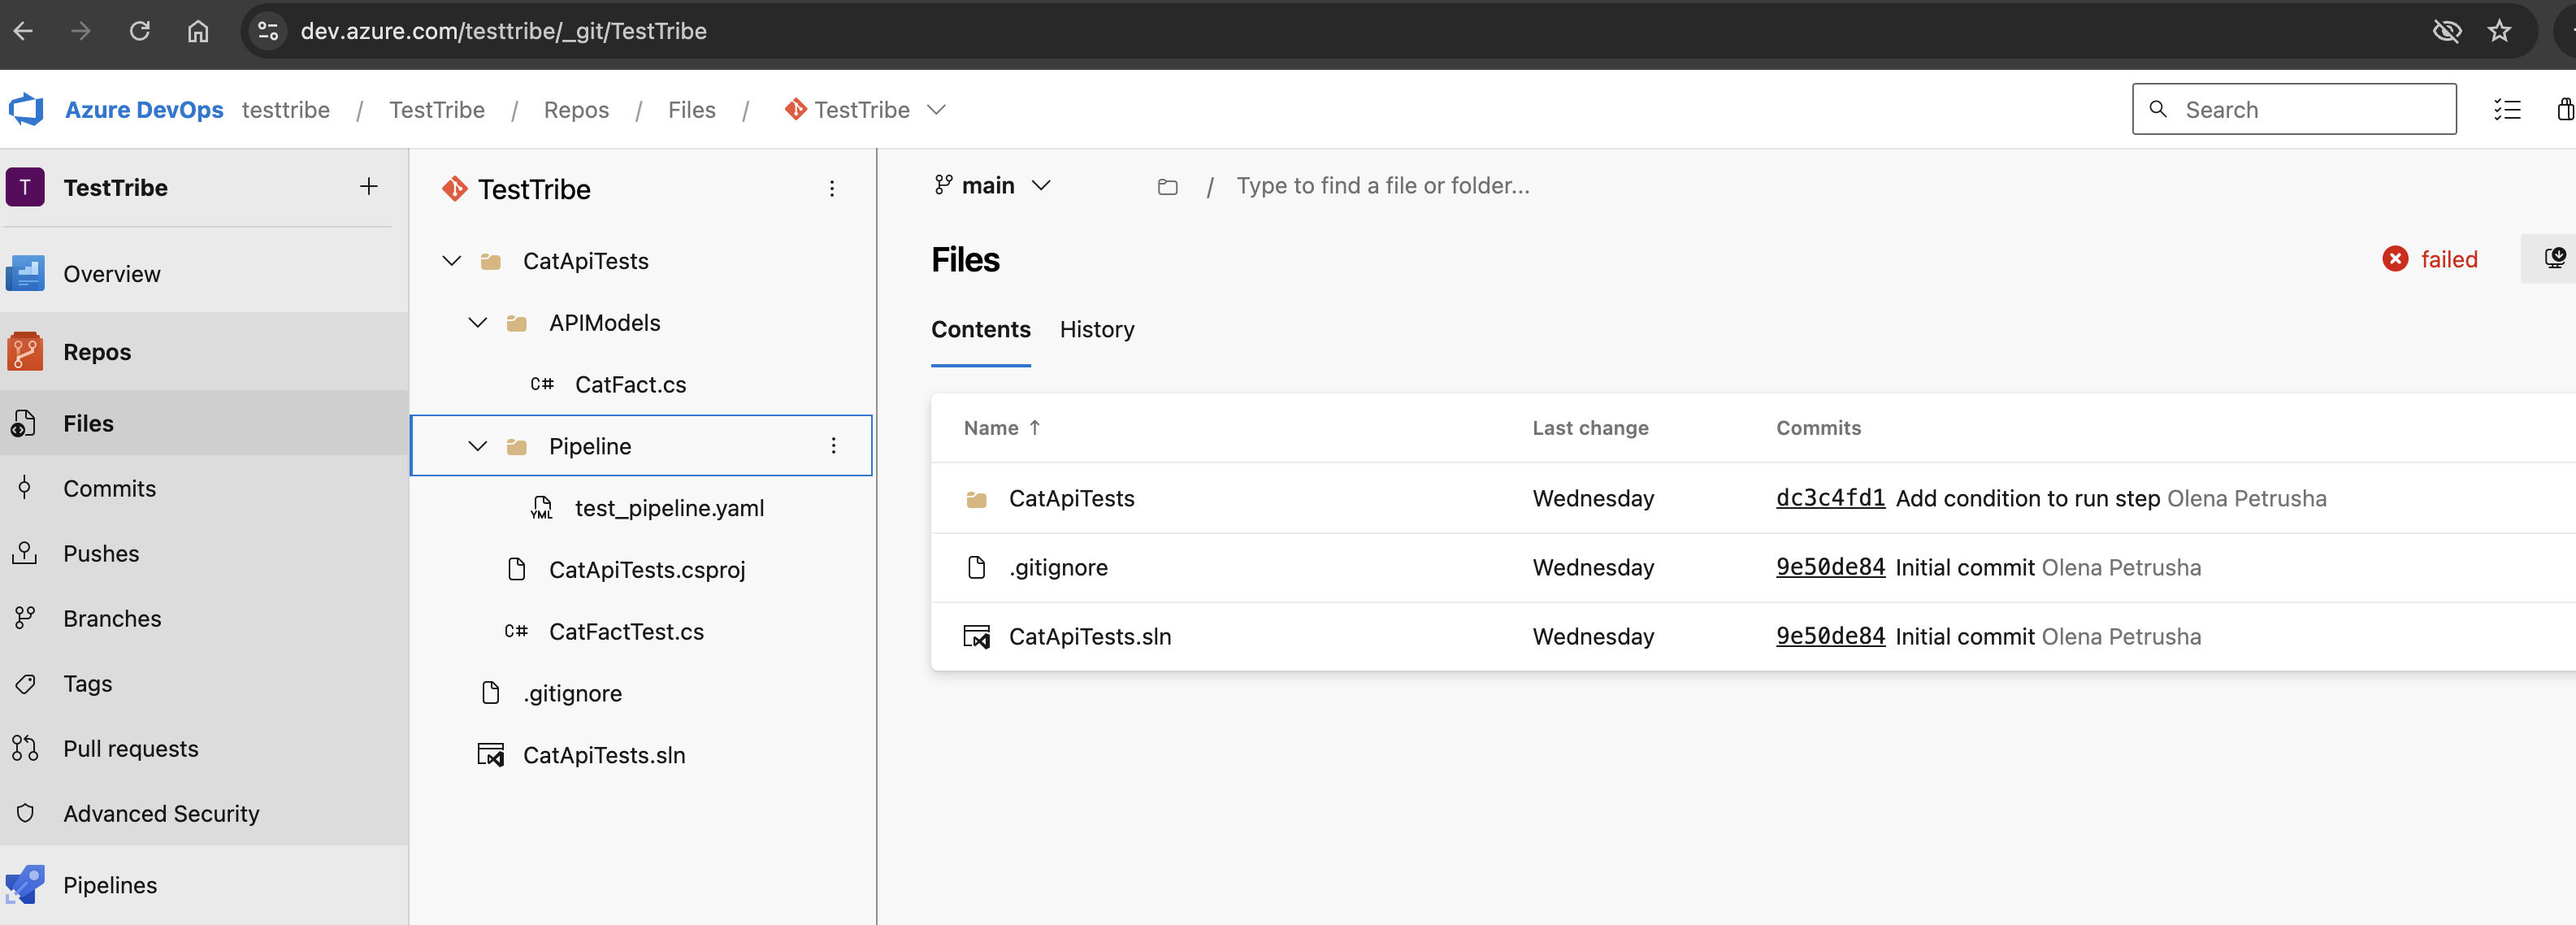 dev.azure.com/testtribe/_git/TestTribe
Azure DevOps testtribe / TestTribe / Repos / Files / TestTribe
Search
T TestTribe +
Overview
Repos
Files
Commits
Pushes
Branches
Tags
Pull requests
Advanced Security
Pipelines
TestTribe
CatApiTests
APIModels
C# CatFact.cs
Pipeline
YML test_pipeline.yaml
CatApiTests.csproj
C# CatFactTest.cs
.gitignore
CatApiTests.sln
main / Type to find a file or folder...
Files
failed
Contents History
Name ↑ Last change Commits
CatApiTests Wednesday dc3c4fd1 Add condition to run step Olena Petrusha
.gitignore Wednesday 9e50de84 Initial commit Olena Petrusha
CatApiTests.sln Wednesday 9e50de84 Initial commit Olena Petrusha